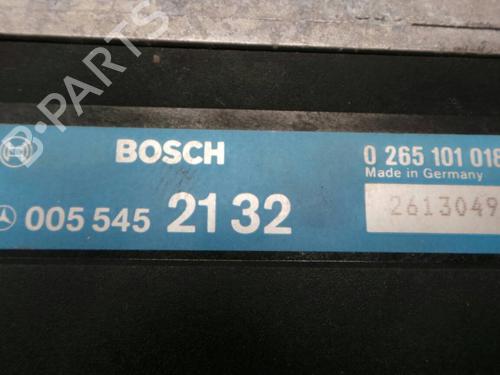 B PARTS
BOSCH
0 265 101 018
Made in Germany
005 545 21 32
2613049